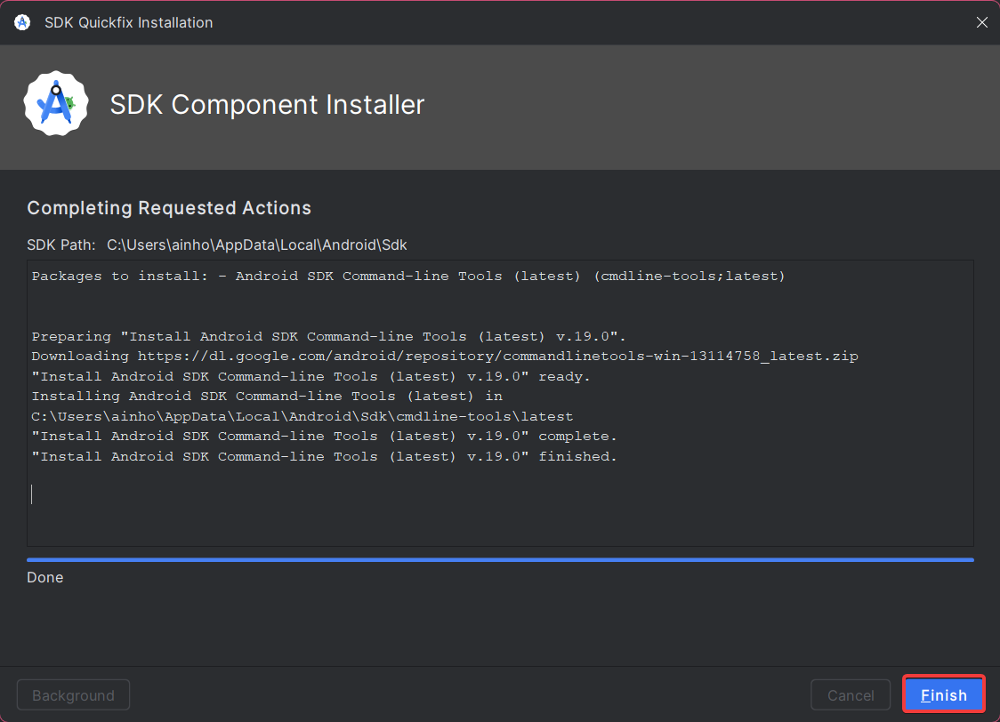 SDK Quickfix Installation
SDK Component Installer
Completing Requested Actions
SDK Path: C:\Users\ainho\AppData\Local\Android\Sdk
Packages to install: - Android SDK Command-line Tools (latest) (cmdline-tools;latest)
Preparing "Install Android SDK Command-line Tools (latest) v.19.0".
Downloading https://dl.google.com/android/repository/commandlinetools-win-13114758_latest.zip
"Install Android SDK Command-line Tools (latest) v.19.0" ready.
Installing Android SDK Command-line Tools (latest) in
C:\Users\ainho\AppData\Local\Android\Sdk\cmdline-tools\latest
"Install Android SDK Command-line Tools (latest) v.19.0" complete.
"Install Android SDK Command-line Tools (latest) v.19.0" finished.
Done
Background Cancel Finish